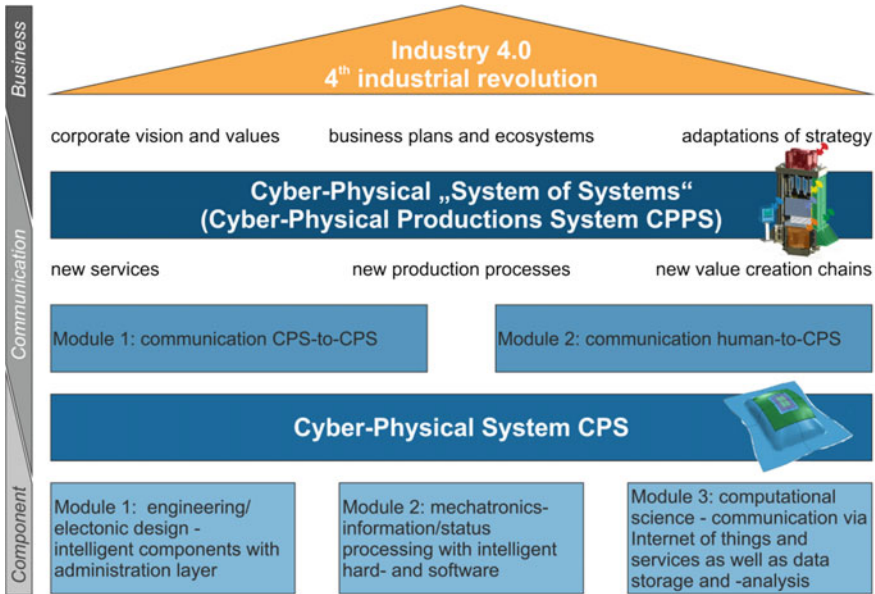 Business
Industry 4.0
4th industrial revolution
corporate vision and values
business plans and ecosystems
adaptations of strategy
Cyber-Physical „System of Systems“
(Cyber-Physical Productions System CPPS)
Communication
new services
new production processes
new value creation chains
Module 1: communication CPS-to-CPS
Module 2: communication human-to-CPS
Cyber-Physical System CPS
Component
Module 1: engineering/
electonic design -
intelligent components with
administration layer
Module 2: mechatronics-
information/status
processing with intelligent
hard- and software
Module 3: computational
science - communication via
Internet of things and
services as well as data
storage and -analysis